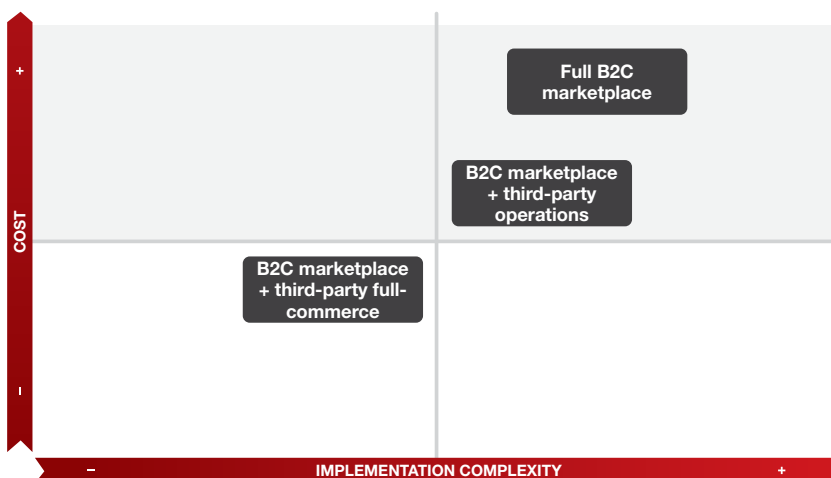 +
Full B2C
marketplace
B2C marketplace
+ third-party
operations
COST
B2C marketplace
+ third-party full-
commerce
–
– IMPLEMENTATION COMPLEXITY +